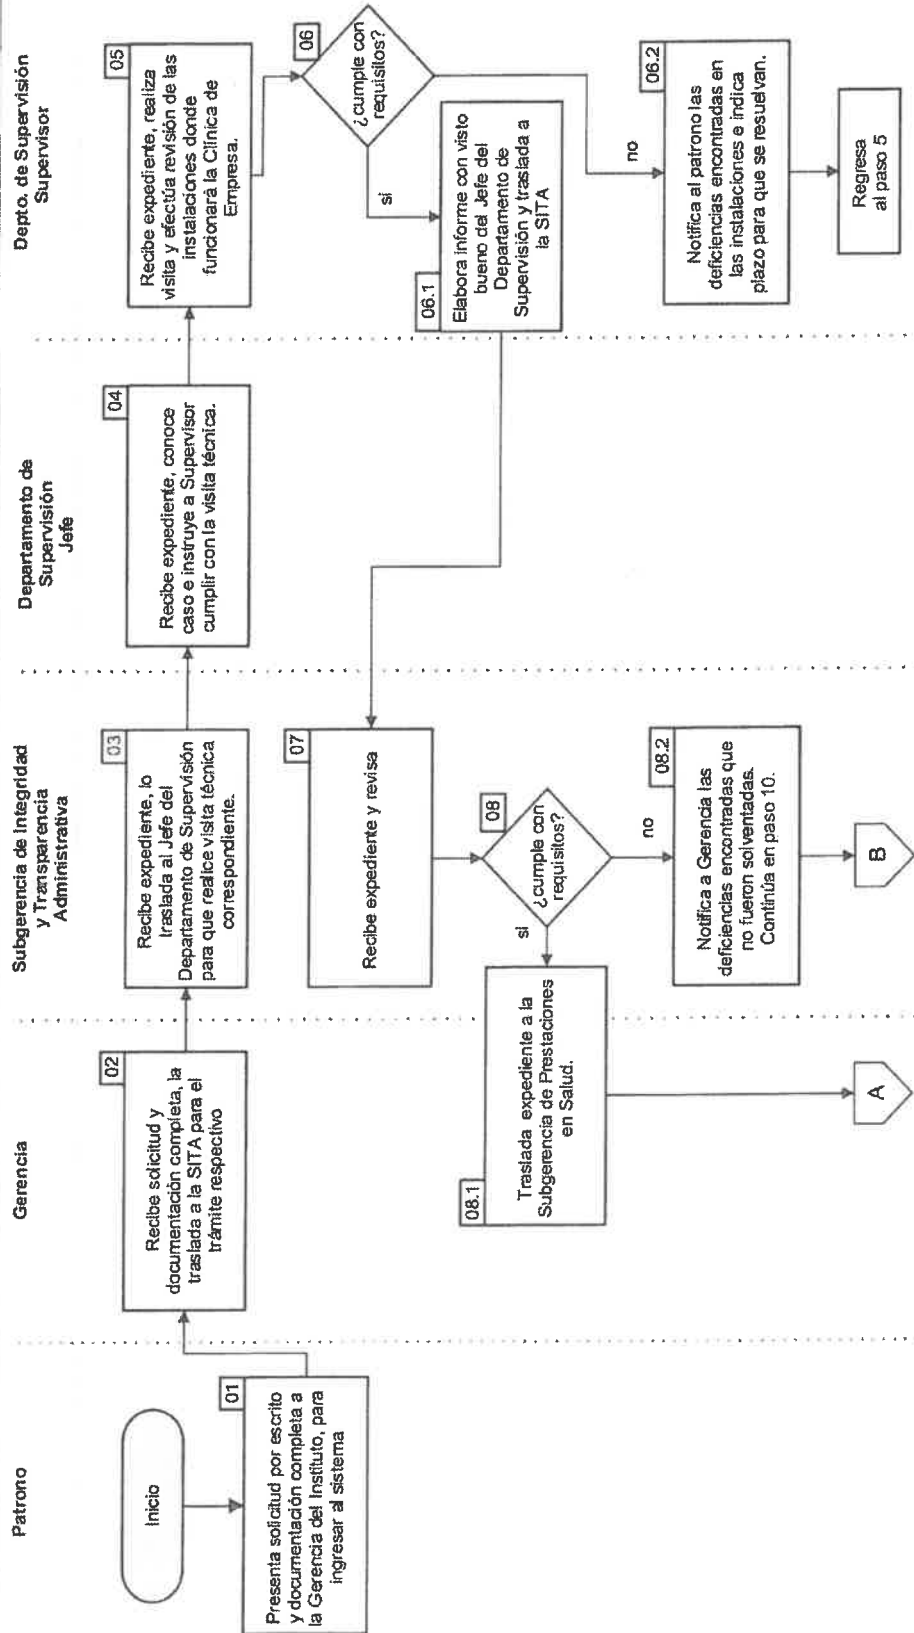 Patrono
Inicio
01
Presenta solicitud por escrito
y documentación completa a
la Gerencia del Instituto, para
ingresar al sistema
Gerencia
02
Recibe solicitud y
documentación completa, la
traslada a la SITA para el
trámite respectivo
Subgerencia de Integridad
y Transparencia
Administrativa
03
Recibe expediente, lo
traslada al Jefe del
Departamento de Supervisión
para que realice visita técnica
correspondiente.
Departamento de
Supervisión
Jefe
04
Recibe expediente, conoce
caso e instruye a Supervisor
cumplir con la visita técnica.
Depto. de Supervisión
Supervisor
05
Recibe expediente, realiza
visita y efectúa revisión de las
instalaciones donde
funcionará la Clínica de
Empresa.
06
¿cumple con
requisitos?
si
06.1
Elabora informe con visto
bueno del Jefe del
Departamento de
Supervisión y traslada a
la SITA
no
06.2
Notifica al patrono las
deficiencias encontradas en
las instalaciones e indica
plazo para que se resuelvan.
Regresa
al paso 5
07
Recibe expediente y revisa
08
¿cumple con
requisitos?
si
08.1
Traslada expediente a la
Subgerencia de Prestaciones
en Salud.
A
no
08.2
Notifica a Gerencia las
deficiencias encontradas que
no fueron solventadas.
Continúa en paso 10.
B